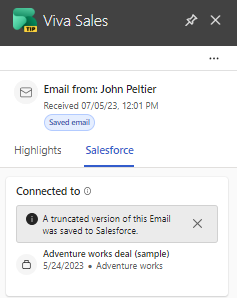 TIP
Viva Sales
Email from: John Peltier
Received 07/05/23, 12:01 PM
Saved email
Highlights Salesforce
Connected to
A truncated version of this Email
was saved to Salesforce.
Adventure works deal (sample)
5/24/2023 • Adventure works